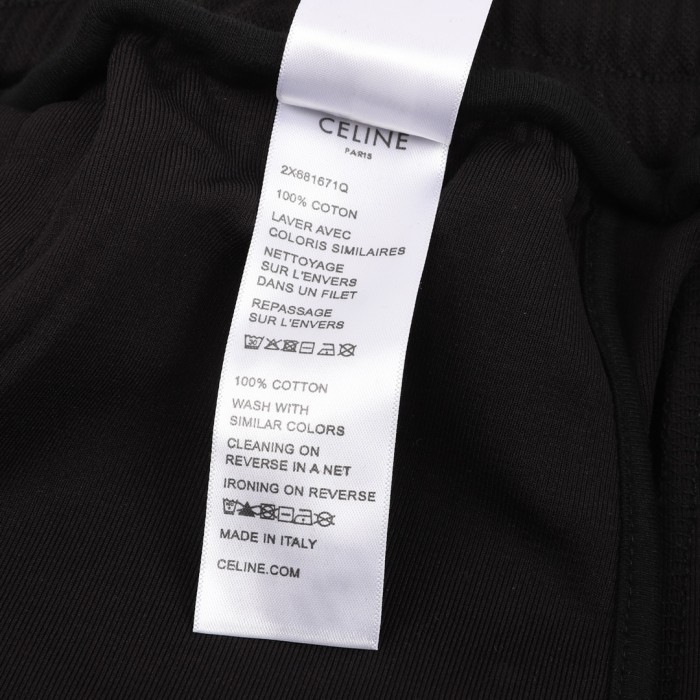 CELINE
PARIS
2X681671Q
100% COTON
LAVER AVEC
COLORIS SIMILAIRES
NETTOYAGE
SUR L'ENVERS
DANS UN FILET
REPASSAGE
SUR L'ENVERS
30
100% COTTON
WASH WITH
SIMILAR COLORS
CLEANING ON
REVERSE IN A NET
IRONING ON REVERSE
MADE IN ITALY
CELINE.COM